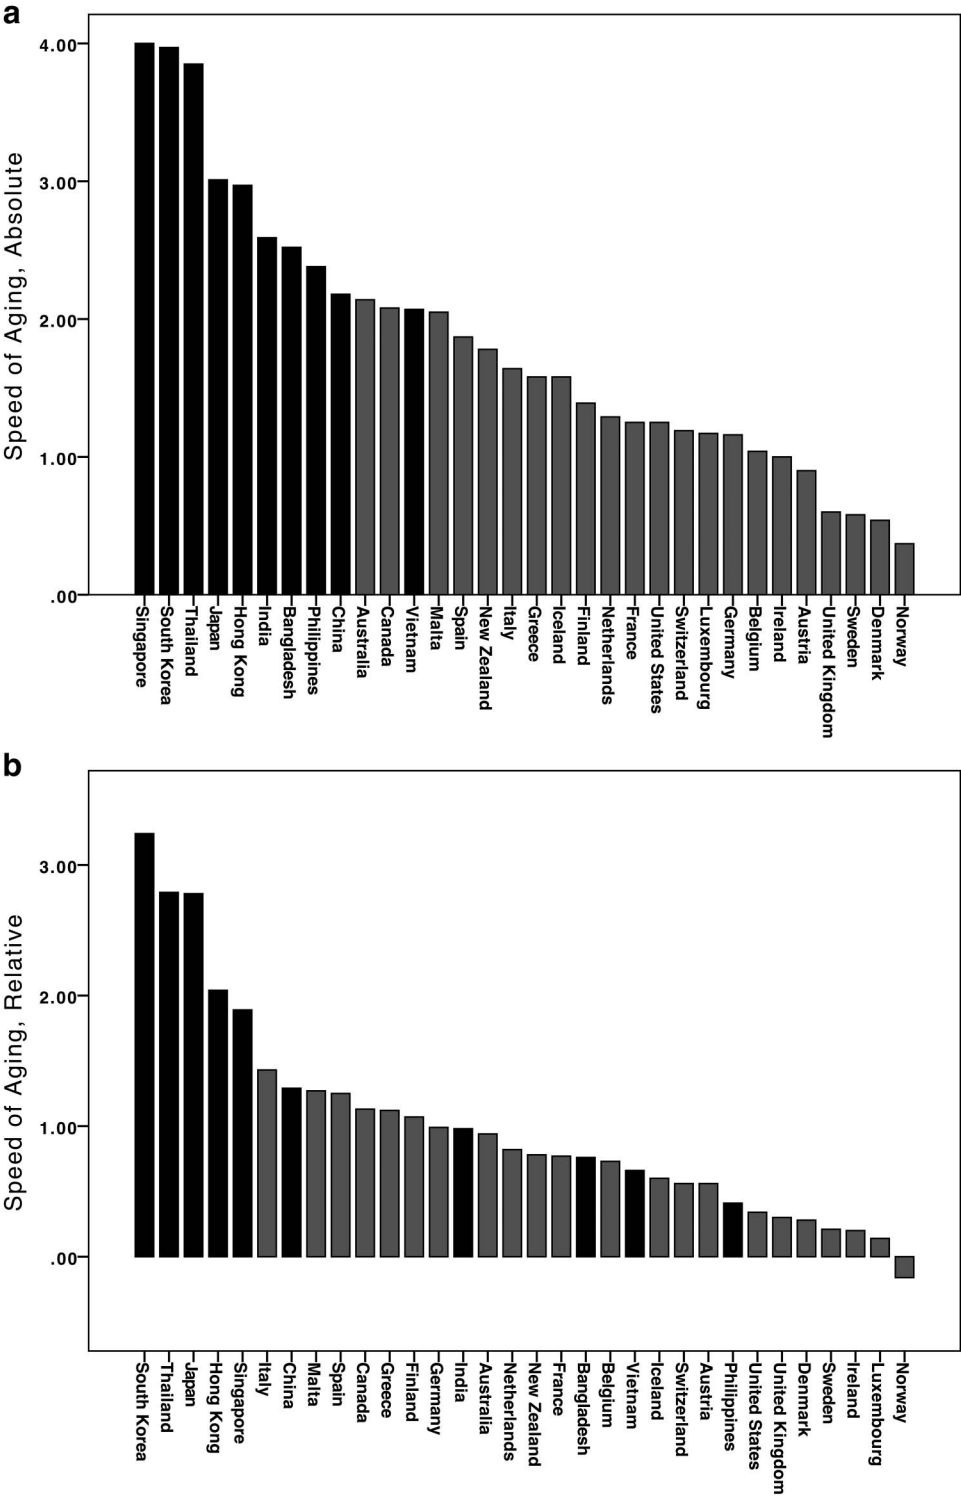 a
Speed of Aging, Absolute
4.00
3.00
2.00
1.00
.00
Singapore
South Korea
Thailand
Japan
Hong Kong
India
Bangladesh
Philippines
China
Australia
Canada
Vietnam
Malta
Spain
New Zealand
Italy
Greece
Iceland
Finland
Netherlands
France
United States
Switzerland
Luxembourg
Germany
Belgium
Ireland
Austria
United Kingdom
Sweden
Denmark
Norway
b
Speed of Aging, Relative
3.00
2.00
1.00
.00
South Korea
Thailand
Japan
Hong Kong
Singapore
Italy
China
Malta
Spain
Canada
Greece
Finland
Germany
India
Australia
Netherlands
New Zealand
France
Bangladesh
Belgium
Vietnam
Iceland
Switzerland
Austria
Philippines
United States
United Kingdom
Denmark
Sweden
Ireland
Luxembourg
Norway